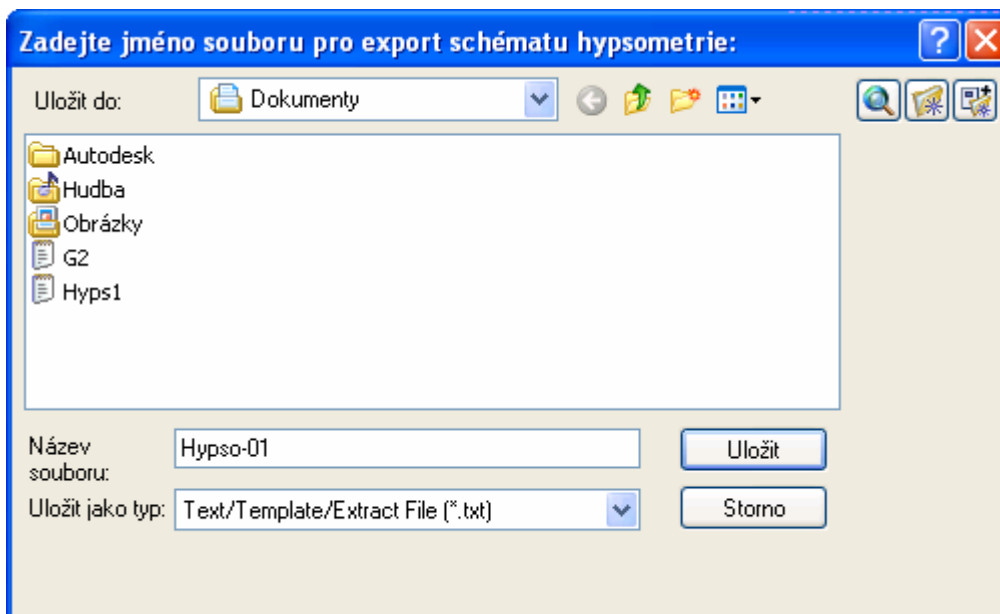 Zadejte jméno souboru pro export schématu hypsometrie:
Uložit do: Dokumenty
Autodesk
Hudba
Obrázky
G2
Hyps1
Název souboru: Hypso-01 Uložit
Uložit jako typ: Text/Template/Extract File (*.txt) Storno